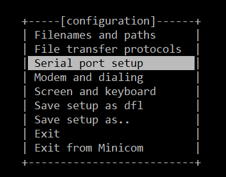 +-----[configuration]------+
| Filenames and paths |
| File transfer protocols |
| Serial port setup |
| Modem and dialing |
| Screen and keyboard |
| Save setup as dfl |
| Save setup as.. |
| Exit |
| Exit from Minicom |
+--------------------------+